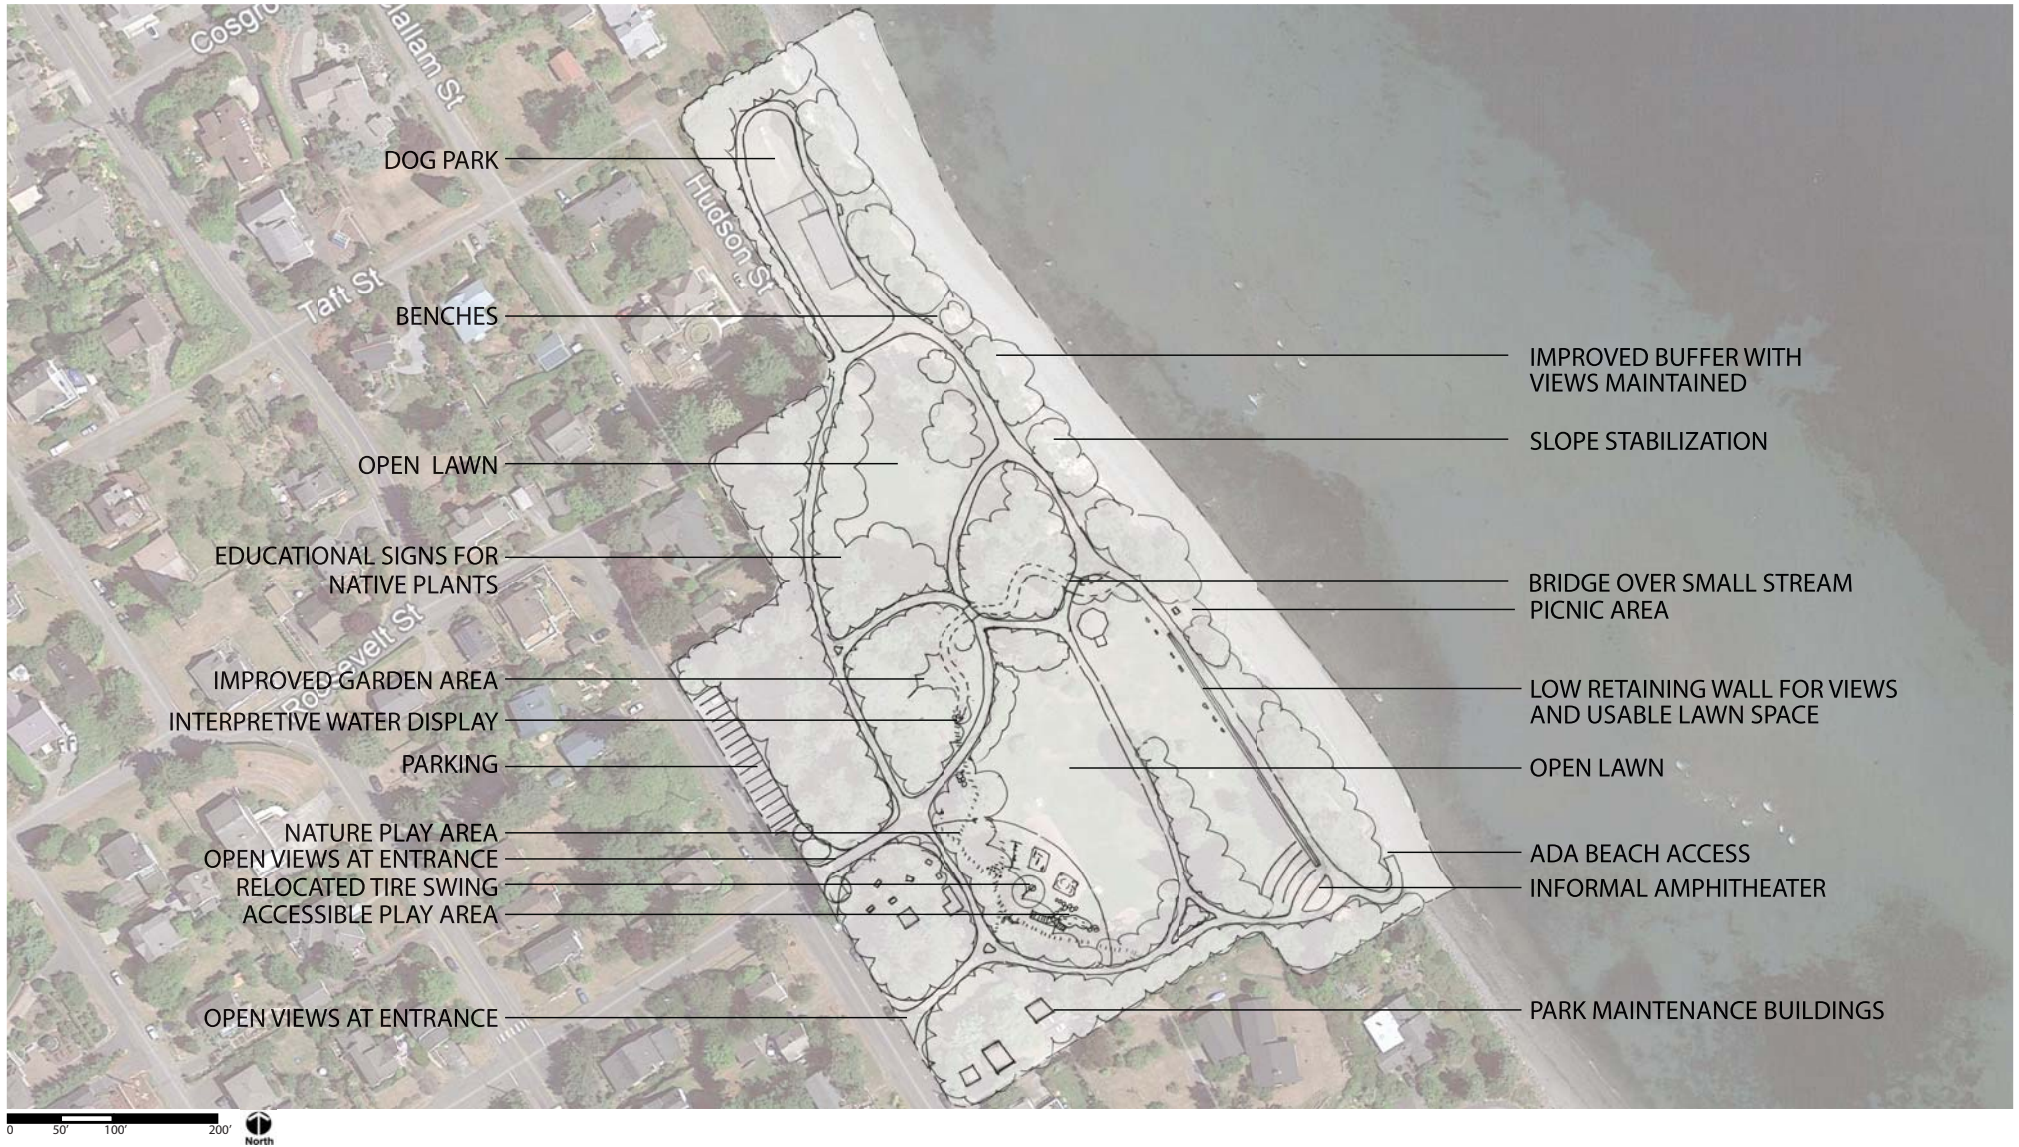 Cosgro
Clallam St
DOG PARK
Hudson St
Taft St
BENCHES
IMPROVED BUFFER WITH
VIEWS MAINTAINED
SLOPE STABILIZATION
OPEN LAWN
EDUCATIONAL SIGNS FOR
NATIVE PLANTS
BRIDGE OVER SMALL STREAM
PICNIC AREA
Roosevelt St
IMPROVED GARDEN AREA
LOW RETAINING WALL FOR VIEWS
AND USABLE LAWN SPACE
INTERPRETIVE WATER DISPLAY
PARKING
OPEN LAWN
NATURE PLAY AREA
OPEN VIEWS AT ENTRANCE
RELOCATED TIRE SWING
ACCESSIBLE PLAY AREA
ADA BEACH ACCESS
INFORMAL AMPHITHEATER
OPEN VIEWS AT ENTRANCE
PARK MAINTENANCE BUILDINGS
0 50' 100' 200'
North